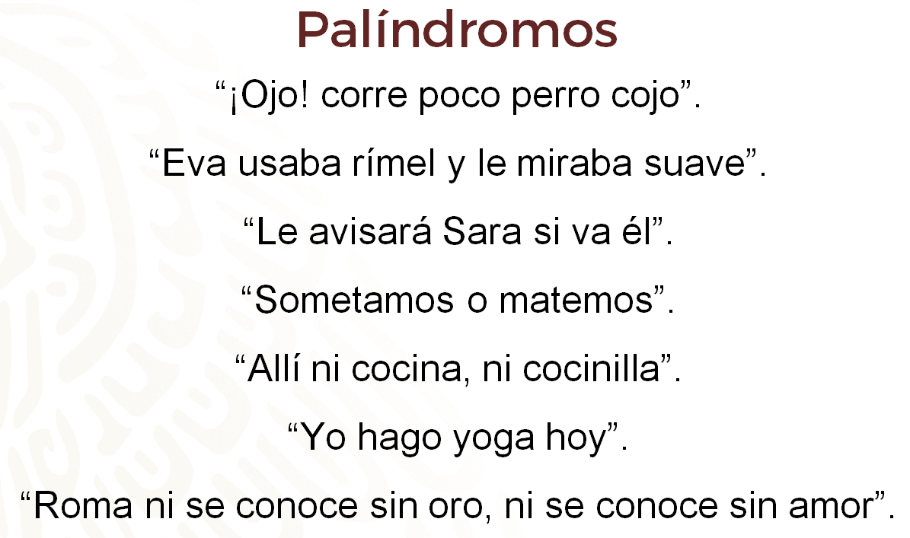 Palíndromos
“¡Ojo! corre poco perro cojo”.
“Eva usaba rímel y le miraba suave”.
“Le avisará Sara si va él”.
“Sometamos o matemos”.
“Allí ni cocina, ni cocinilla”.
“Yo hago yoga hoy”.
“Roma ni se conoce sin oro, ni se conoce sin amor”.